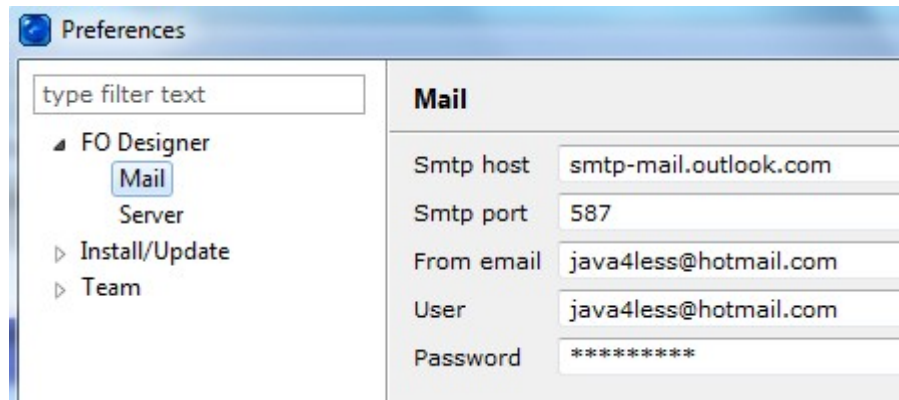 Preferences
type filter text
FO Designer
Mail
Server
Install/Update
Team
Mail
Smtp host smtp-mail.outlook.com
Smtp port 587
From email java4less@hotmail.com
User java4less@hotmail.com
Password *********